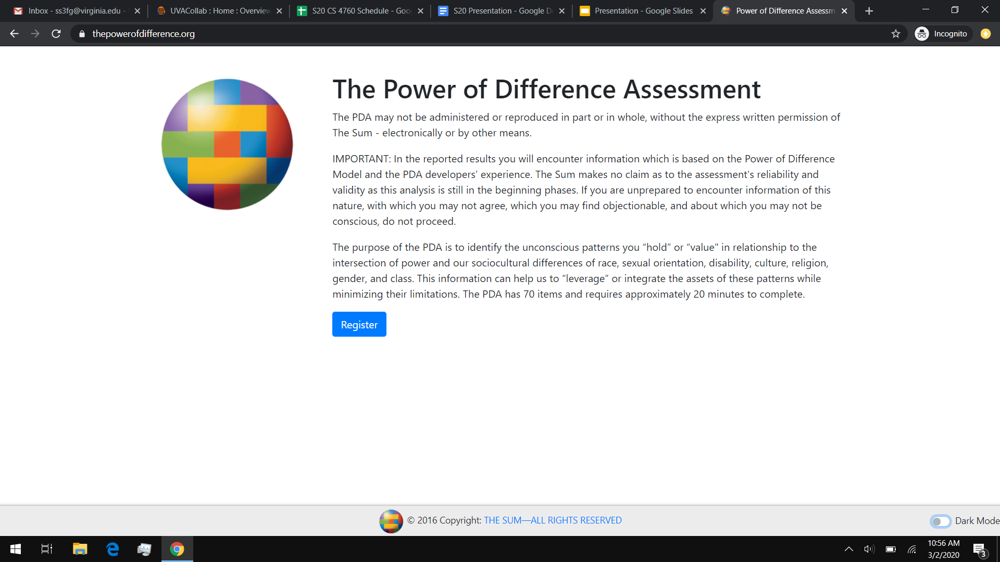 Inbox - ss3fg@virginia.edu -
UVACollab : Home : Overview
S20 CS 4760 Schedule - Goo
S20 Presentation - Google D
Presentation - Google Slides
Power of Difference Assessm
thepowerofdifference.org
Incognito
The Power of Difference Assessment
The PDA may not be administered or reproduced in part or in whole, without the express written permission of
The Sum - electronically or by other means.
IMPORTANT: In the reported results you will encounter information which is based on the Power of Difference
Model and the PDA developers’ experience. The Sum makes no claim as to the assessment's reliability and
validity as this analysis is still in the beginning phases. If you are unprepared to encounter information of this
nature, with which you may not agree, which you may find objectionable, and about which you may not be
conscious, do not proceed.
The purpose of the PDA is to identify the unconscious patterns you “hold” or “value" in relationship to the
intersection of power and our sociocultural differences of race, sexual orientation, disability, culture, religion,
gender, and class. This information can help us to “leverage” or integrate the assets of these patterns while
minimizing their limitations. The PDA has 70 items and requires approximately 20 minutes to complete.
Register
© 2016 Copyright: THE SUM—ALL RIGHTS RESERVED
Dark Mode
10:56 AM
3/2/2020
3